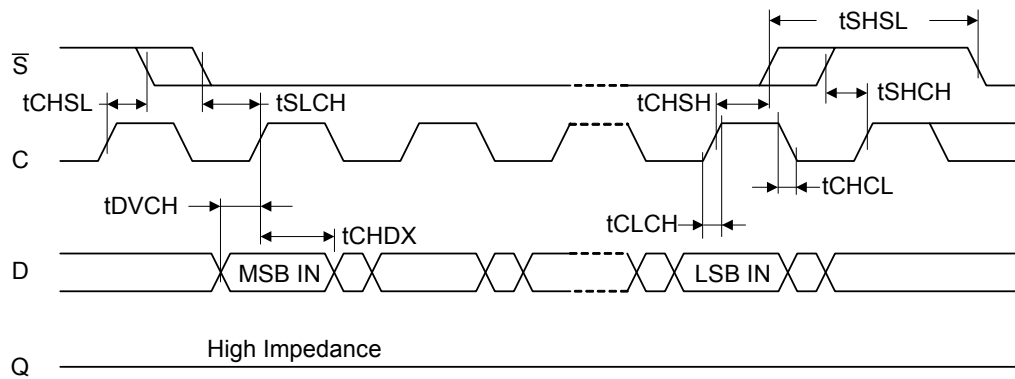 tSHSL
S̅
tCHSL
tSLCH
tCHSH
tSHCH
C
tDVCH
tCHDX
tCLCH
tCHCL
D
MSB IN
LSB IN
High Impedance
Q